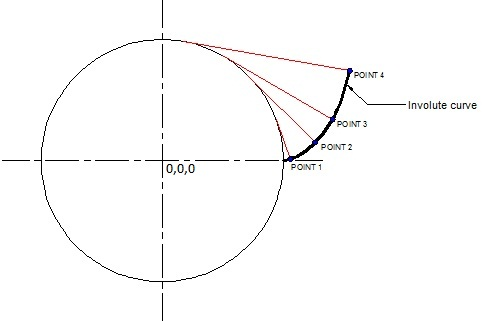 POINT 4
Involute curve
POINT 3
POINT 2
POINT 1
0,0,0